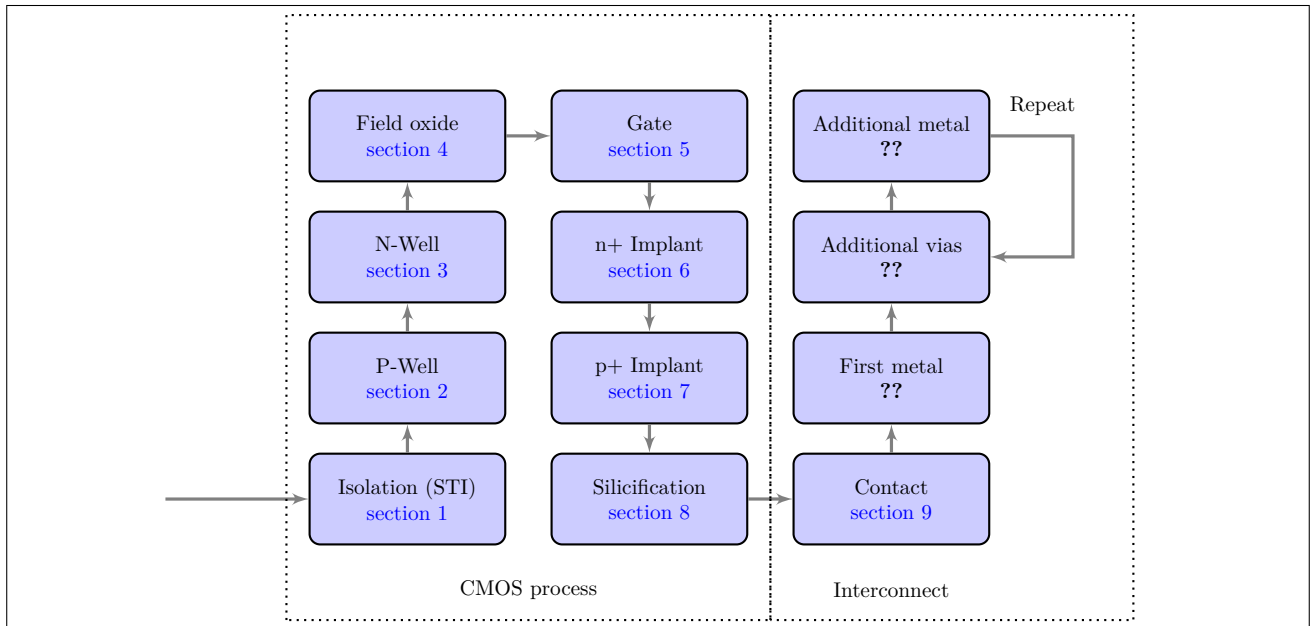 Field oxide
section 4
Gate
section 5
Additional metal
??
Repeat
N-Well
section 3
n+ Implant
section 6
Additional vias
??
P-Well
section 2
p+ Implant
section 7
First metal
??
Isolation (STI)
section 1
Silicification
section 8
Contact
section 9
CMOS process
Interconnect